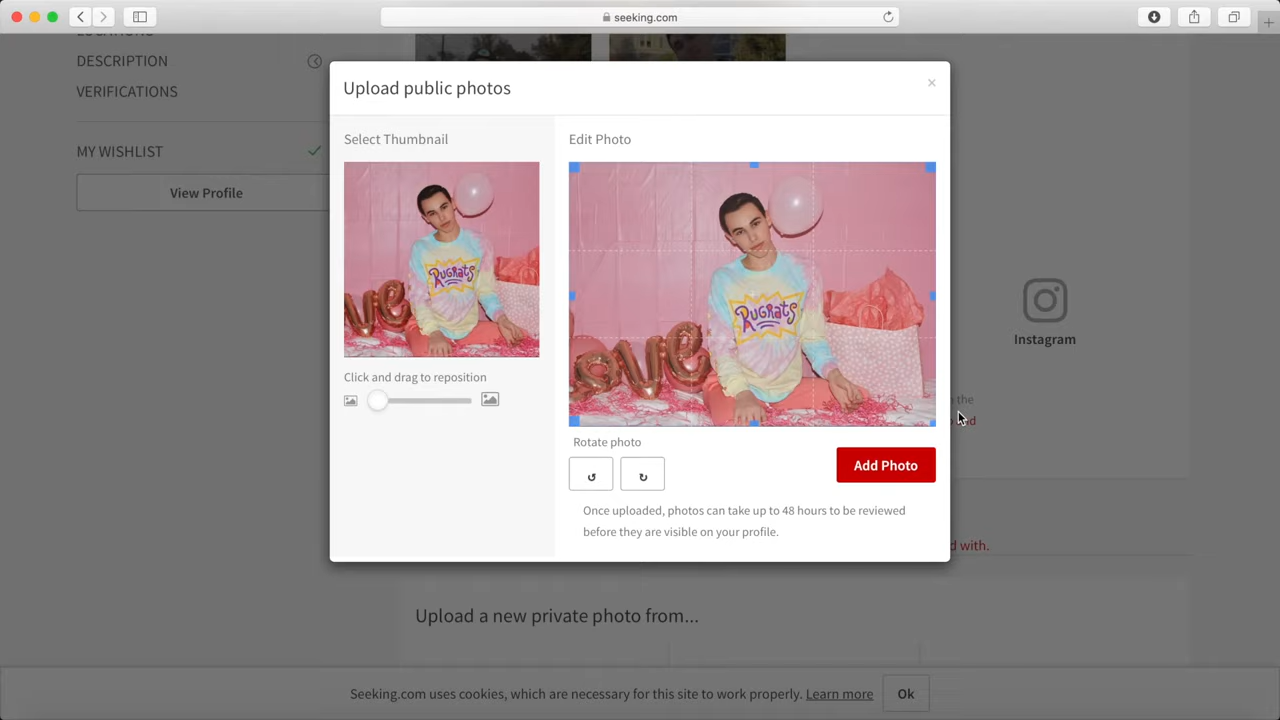 seeking.com
DESCRIPTION
VERIFICATIONS
MY WISHLIST
View Profile
Upload public photos
×
Select Thumbnail
Edit Photo
RUGRATS
RUGRATS
Click and drag to reposition
Rotate photo
Add Photo
Once uploaded, photos can take up to 48 hours to be reviewed
before they are visible on your profile.
Instagram
the
d with.
Upload a new private photo from...
Seeking.com uses cookies, which are necessary for this site to work properly. Learn more
Ok